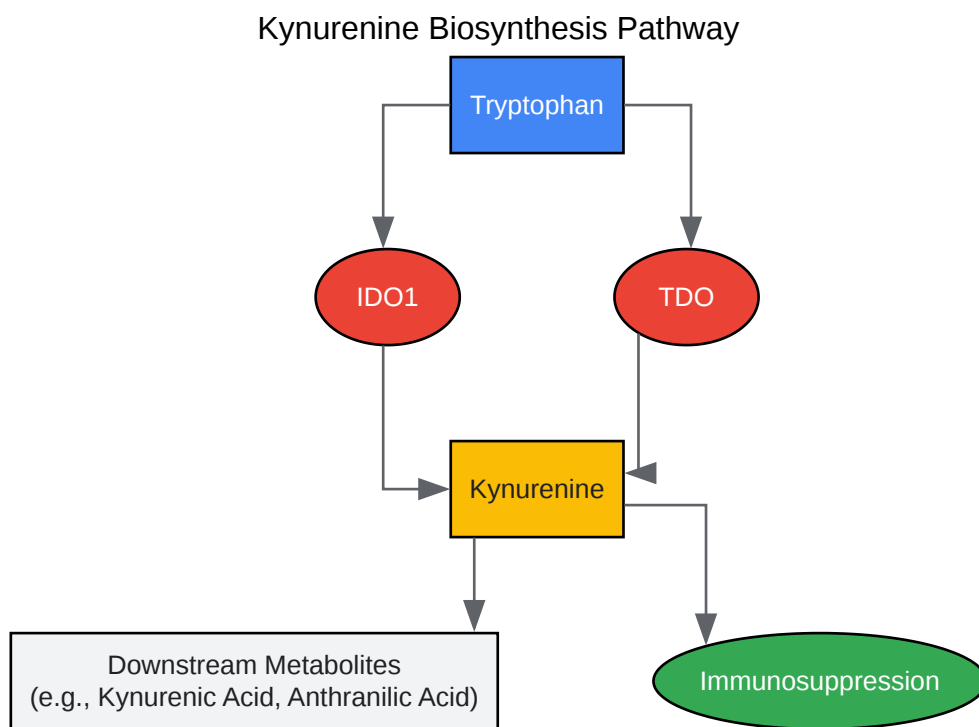 Kynurenine Biosynthesis Pathway
Tryptophan
IDO1
TDO
Kynurenine
Downstream Metabolites
(e.g., Kynurenic Acid, Anthranilic Acid)
Immunosuppression